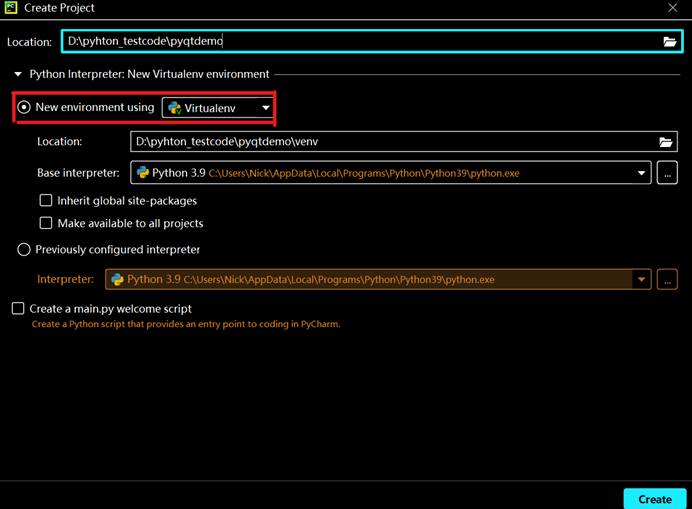 PC
Create Project
Location: D:\pyhton_testcode\pyqtdemo
Python Interpreter: New Virtualenv environment
New environment using Virtualenv
Location: D:\pyhton_testcode\pyqtdemo\venv
Base interpreter: Python 3.9 C:\Users\Nick\AppData\Local\Programs\Python\Python39\python.exe ...
Inherit global site-packages
Make available to all projects
Previously configured interpreter
Interpreter: Python 3.9 C:\Users\Nick\AppData\Local\Programs\Python\Python39\python.exe ...
Create a main.py welcome script
Create a Python script that provides an entry point to coding in PyCharm.
Create